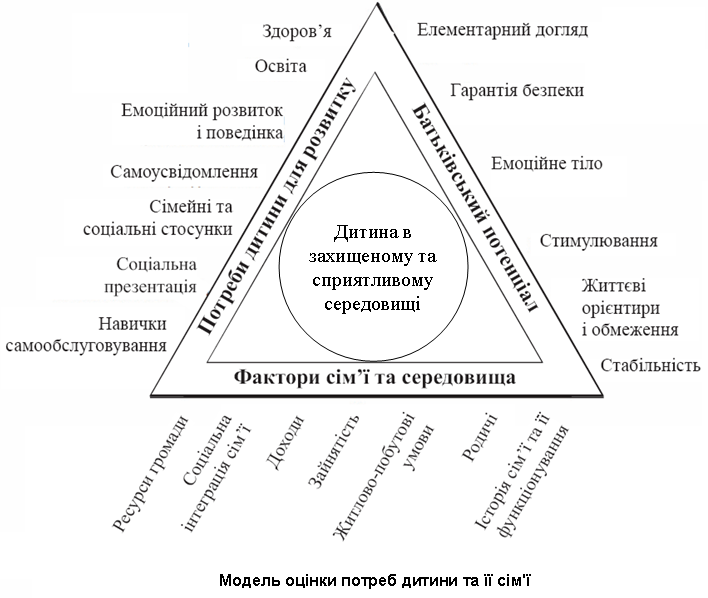 Здоров’я
Освіта
Емоційний розвиток
і поведінка
Самоусвідомлення
Сімейні та
соціальні стосунки
Соціальна
презентація
Навички
самообслуговування
Потреби дитини для розвитку
Елементарний догляд
Гарантія безпеки
Емоційне тіло
Стимулювання
Життєві
орієнтири
і обмеження
Стабільність
Батьківський потенціал
Дитина в
захищеному та
сприятливому
середовищі
Фактори сім’ї та середовища
Ресурси громади
Соціальна
інтеграція сім’ї
Доходи
Зайнятість
Житлово-побутові
умови
Родичі
Історія сім’ї та її
функціонування
Модель оцінки потреб дитини та її сім'ї